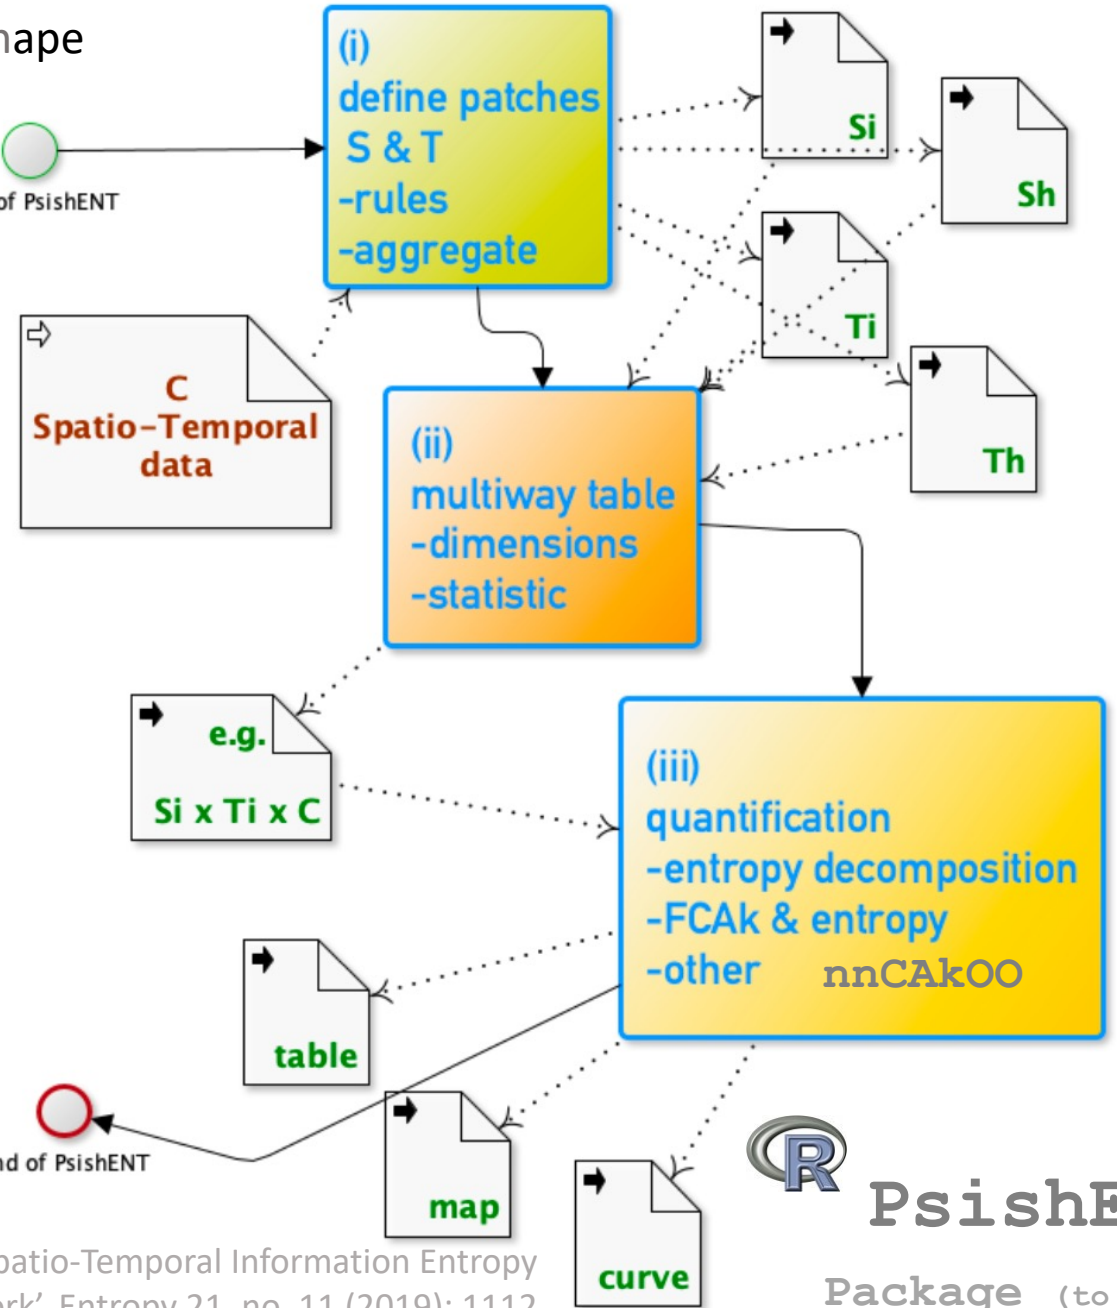 ape
(i)
define patches
S & T
-rules
-aggregate
Si
Sh
of PsishENT
Ti
Th
C
Spatio-Temporal
data
(ii)
multiway table
-dimensions
-statistic
e.g.
Si x Ti x C
(iii)
quantification
-entropy decomposition
-FCAk & entropy
-other nnCAkOO
table
nd of PsishENT
map
curve
R
PsishE
patio-Temporal Information Entropy
rk', Entropy 21, no. 11 (2019): 1112
Package (to